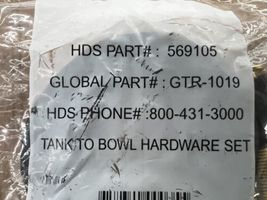 HDS PART# : 569105
GLOBAL PART# : GTR-1019
HDS PHONE# :800-431-3000
TANK TO BOWL HARDWARE SET